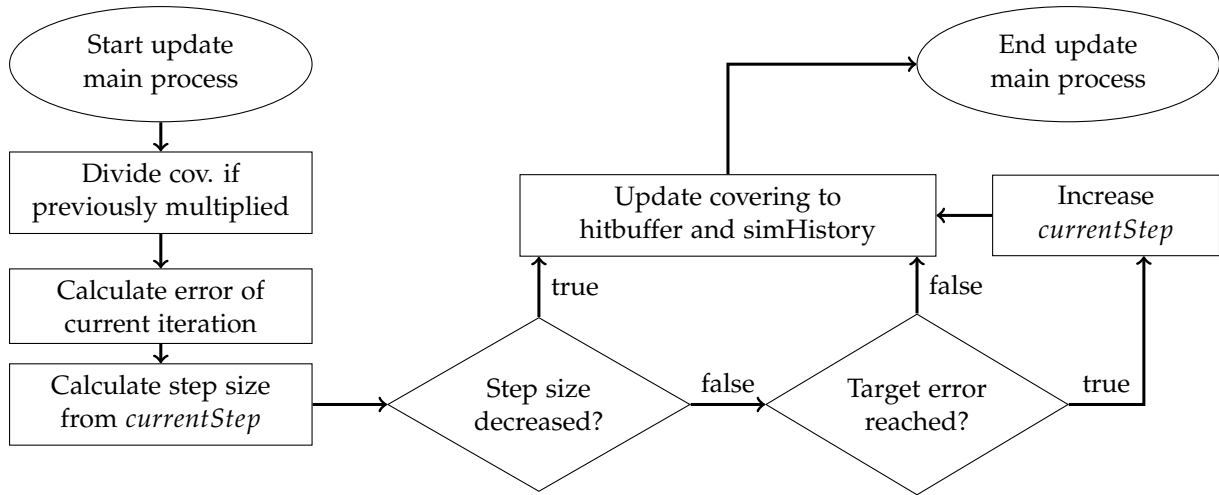 Start update
main process
End update
main process
Divide cov. if
previously multiplied
Update covering to
hitbuffer and simHistory
Increase
currentStep
Calculate error of
current iteration
true
false
Calculate step size
from currentStep
Step size
decreased?
false
Target error
reached?
true